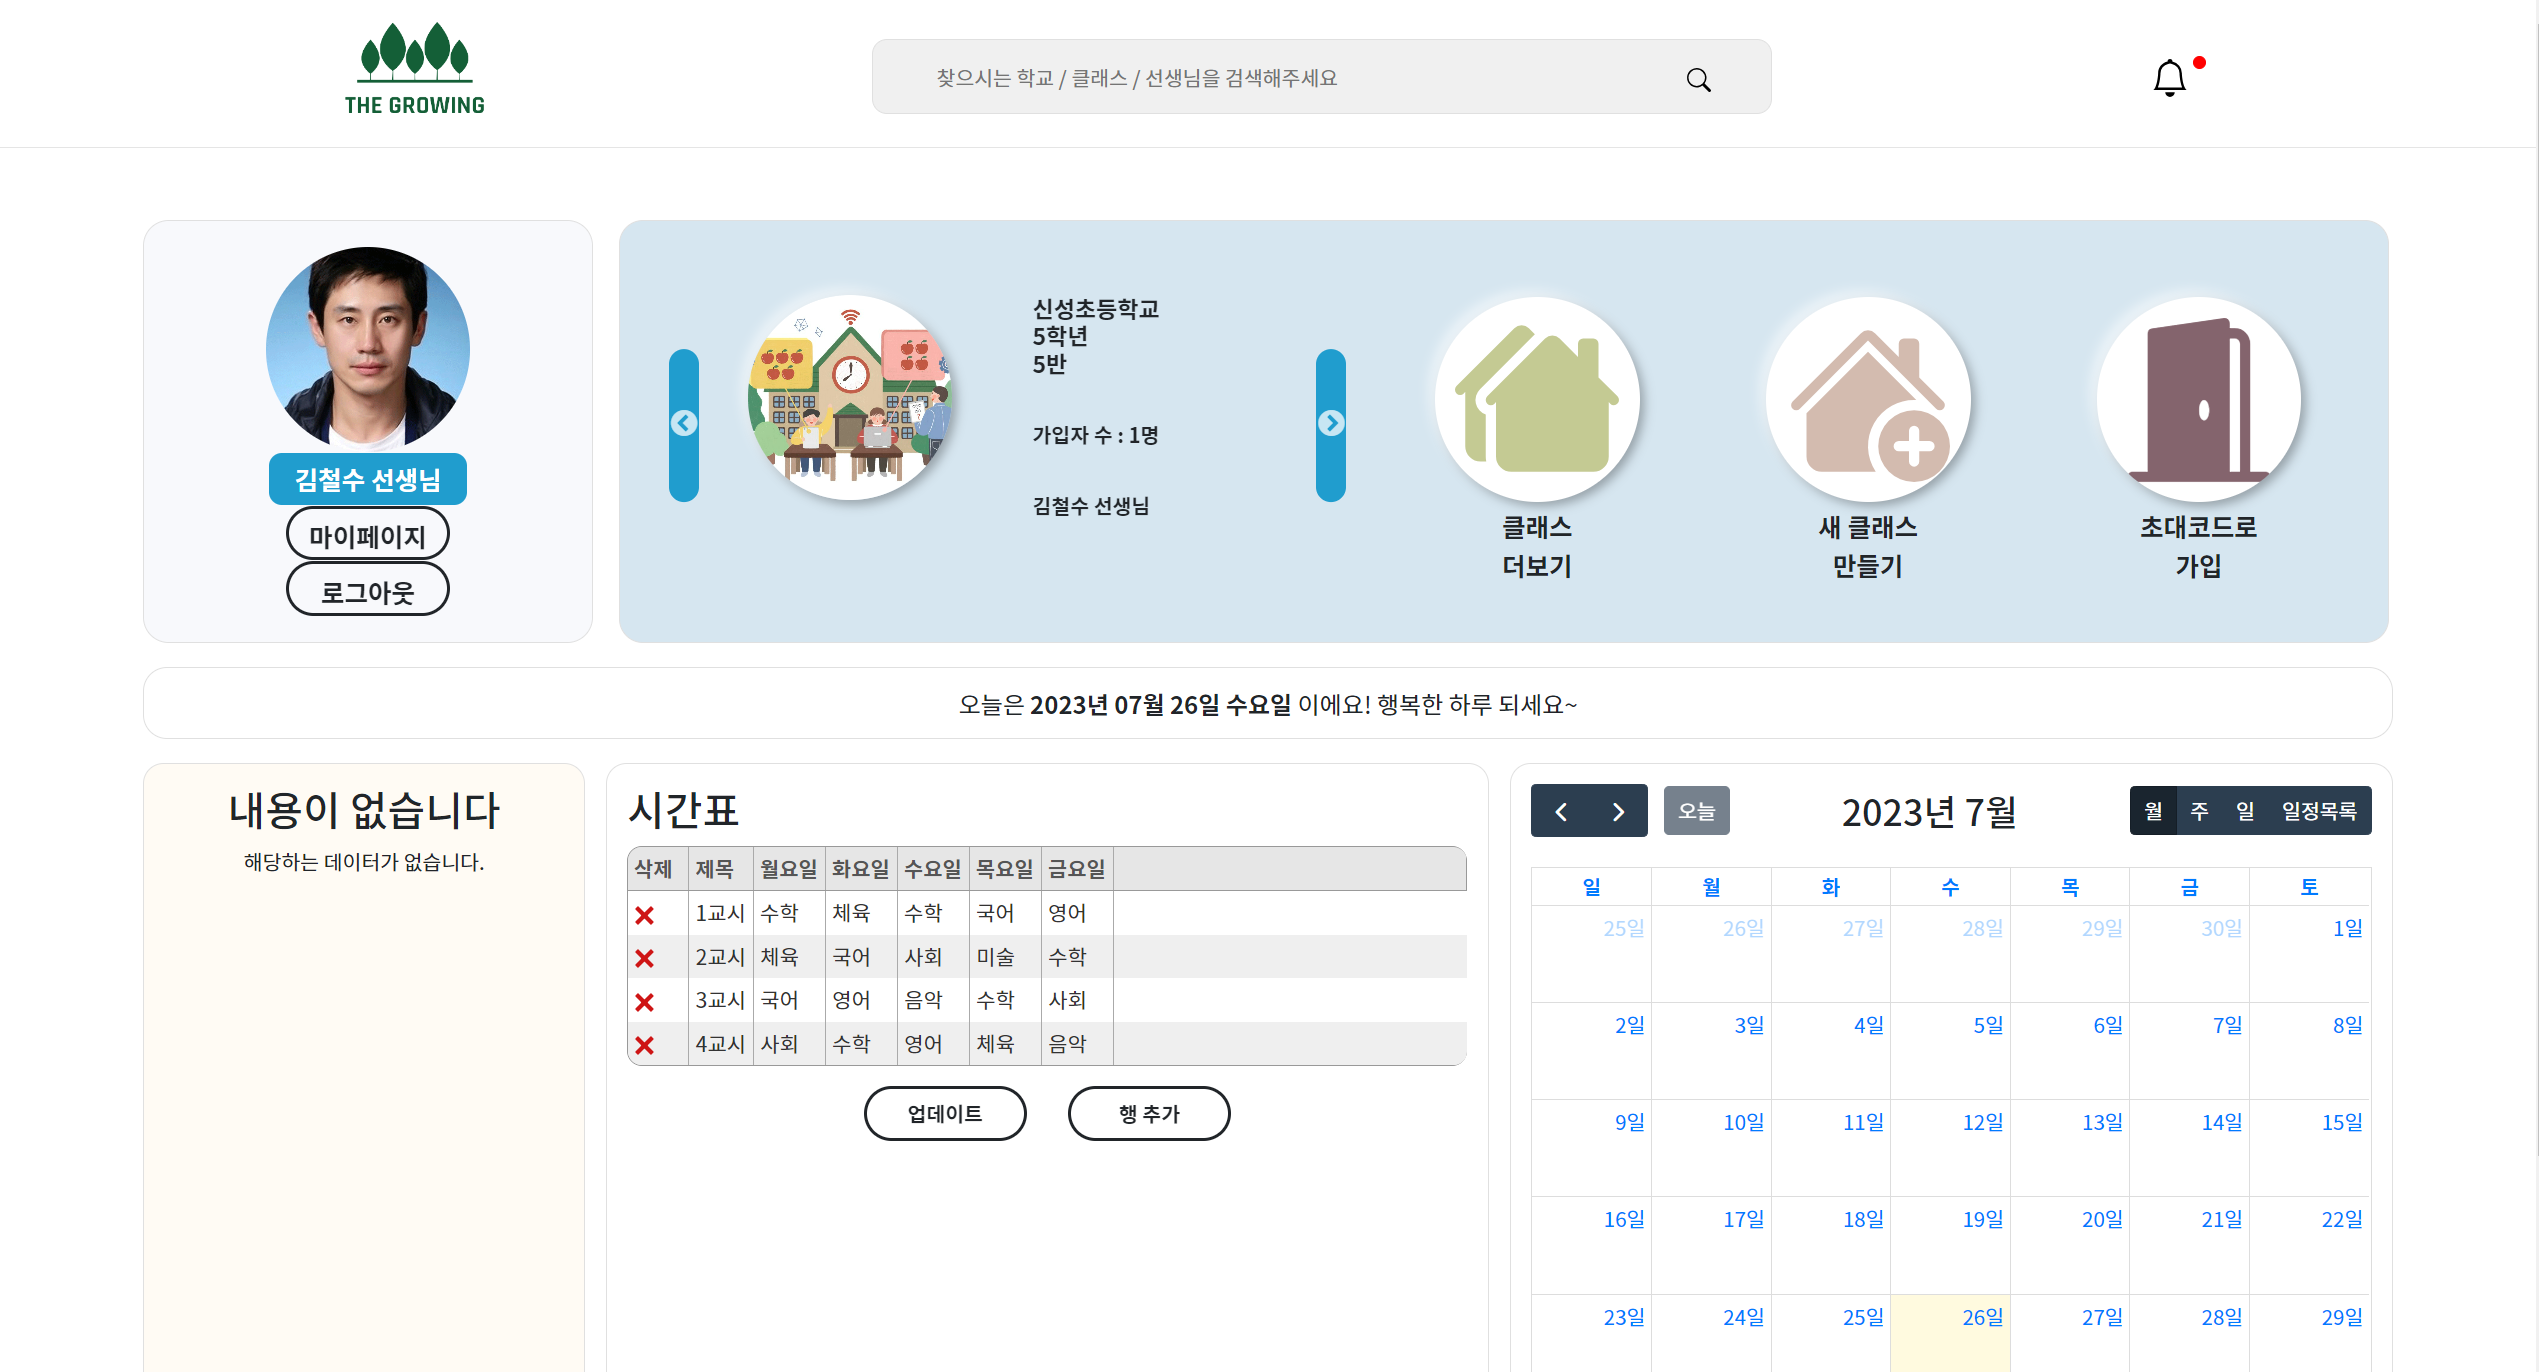 THE GROWING
찾으시는 학교 / 클래스 / 선생님을 검색해주세요
김철수 선생님
마이페이지
로그아웃
신성초등학교
5학년
5반
가입자 수 : 1명
김철수 선생님
클래스
더보기
새 클래스
만들기
초대코드로
가입
오늘은 2023년 07월 26일 수요일 이에요! 행복한 하루 되세요~
내용이 없습니다
해당하는 데이터가 없습니다.
시간표
삭제 제목 월요일 화요일 수요일 목요일 금요일
1교시 수학 체육 수학 국어 영어
2교시 체육 국어 사회 미술 수학
3교시 국어 영어 음악 수학 사회
4교시 사회 수학 영어 체육 음악
업데이트 행 추가
오늘 2023년 7월 월 주 일 일정목록
일 월 화 수 목 금 토
25일 26일 27일 28일 29일 30일 1일
2일 3일 4일 5일 6일 7일 8일
9일 10일 11일 12일 13일 14일 15일
16일 17일 18일 19일 20일 21일 22일
23일 24일 25일 26일 27일 28일 29일